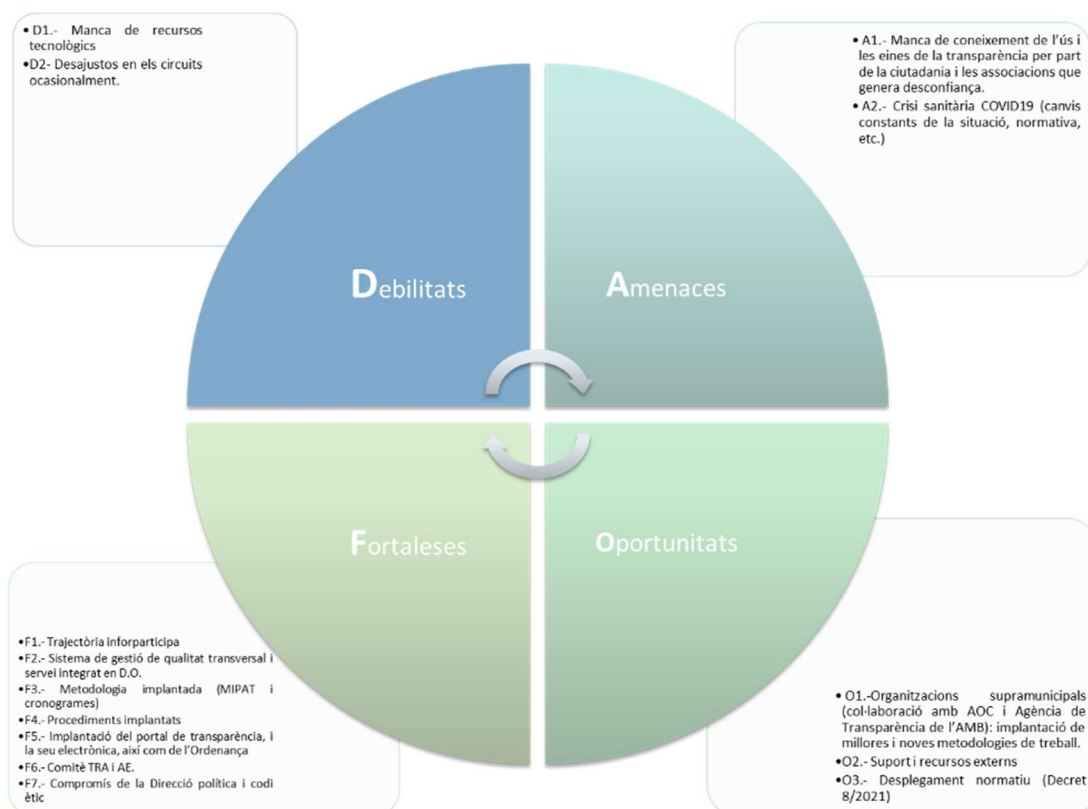 •D1.- Manca de recursos
tecnològics
•D2- Desajustos en els circuits
ocasionalment.
•A1.- Manca de coneixement de l'ús i
les eines de la transparència per part
de la ciutadania i les associacions que
genera desconfiança.
•A2.- Crisi sanitària COVID19 (canvis
constants de la situació, normativa,
etc.)
Debilitats
Amenaces
Fortaleses
Oportunitats
•F1.- Trajectòria inforparticipa
•F2.- Sistema de gestió de qualitat transversal i
servei integrat en D.O.
•F3.- Metodologia implantada (MIPAT i
cronogrames)
•F4.- Procediments implantats
•F5.- Implantació del portal de transparència, i
la seu electrònica, així com de l'Ordenança
•F6.- Comitè TRA i AE.
•F7.- Compromís de la Direcció política i codi
ètic
•O1.-Organitzacions supramunicipals
(col·laboració amb AOC i Agència de
Transparència de l'AMB): implantació de
millores i noves metodologies de treball.
•O2.- Suport i recursos externs
•O3.- Desplegament normatiu (Decret
8/2021)